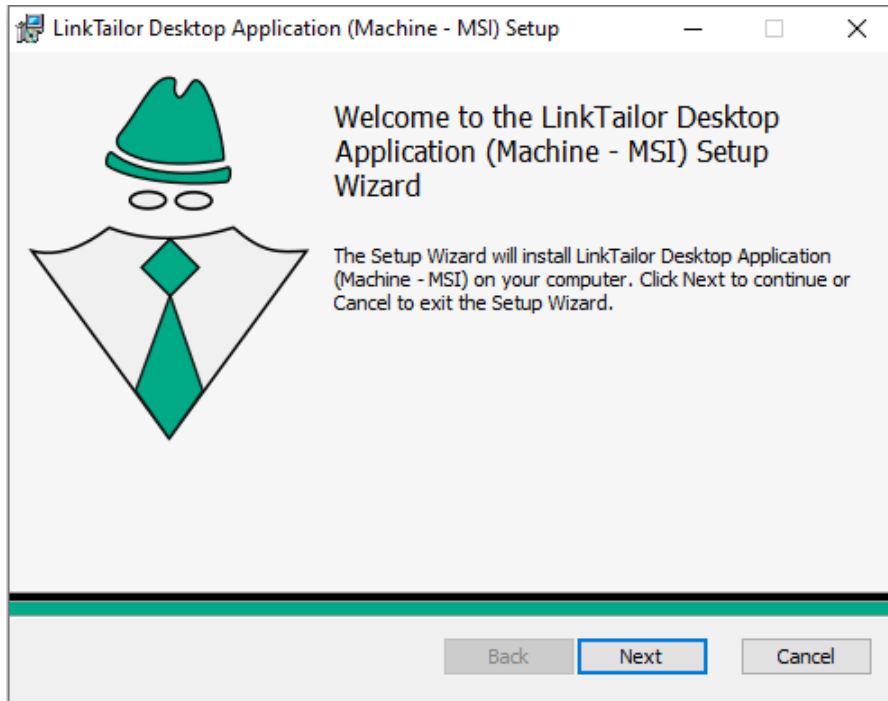 LinkTailor Desktop Application (Machine - MSI) Setup
Welcome to the LinkTailor Desktop
Application (Machine - MSI) Setup
Wizard
The Setup Wizard will install LinkTailor Desktop Application
(Machine - MSI) on your computer. Click Next to continue or
Cancel to exit the Setup Wizard.
Back
Next
Cancel